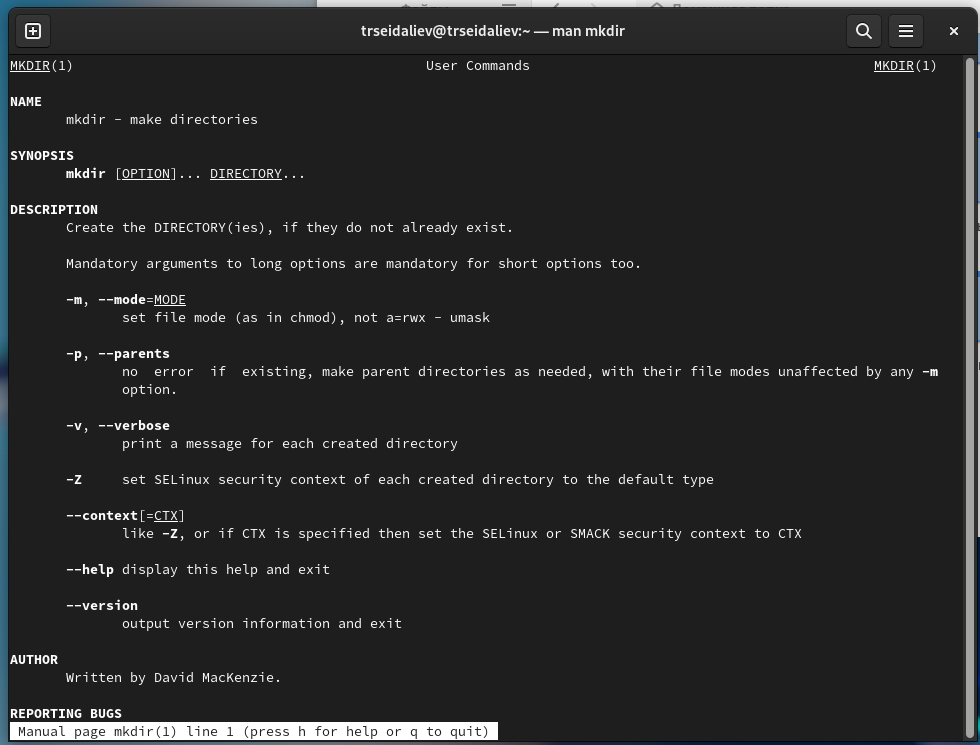 trseidaliev@trseidaliev:~ — man mkdir
MKDIR(1) User Commands MKDIR(1)
NAME
mkdir - make directories
SYNOPSIS
mkdir [OPTION]... DIRECTORY...
DESCRIPTION
Create the DIRECTORY(ies), if they do not already exist.
Mandatory arguments to long options are mandatory for short options too.
-m, --mode=MODE
set file mode (as in chmod), not a=rwx - umask
-p, --parents
no error if existing, make parent directories as needed, with their file modes unaffected by any -m
option.
-v, --verbose
print a message for each created directory
-Z set SELinux security context of each created directory to the default type
--context[=CTX]
like -Z, or if CTX is specified then set the SELinux or SMACK security context to CTX
--help display this help and exit
--version
output version information and exit
AUTHOR
Written by David MacKenzie.
REPORTING BUGS
Manual page mkdir(1) line 1 (press h for help or q to quit)